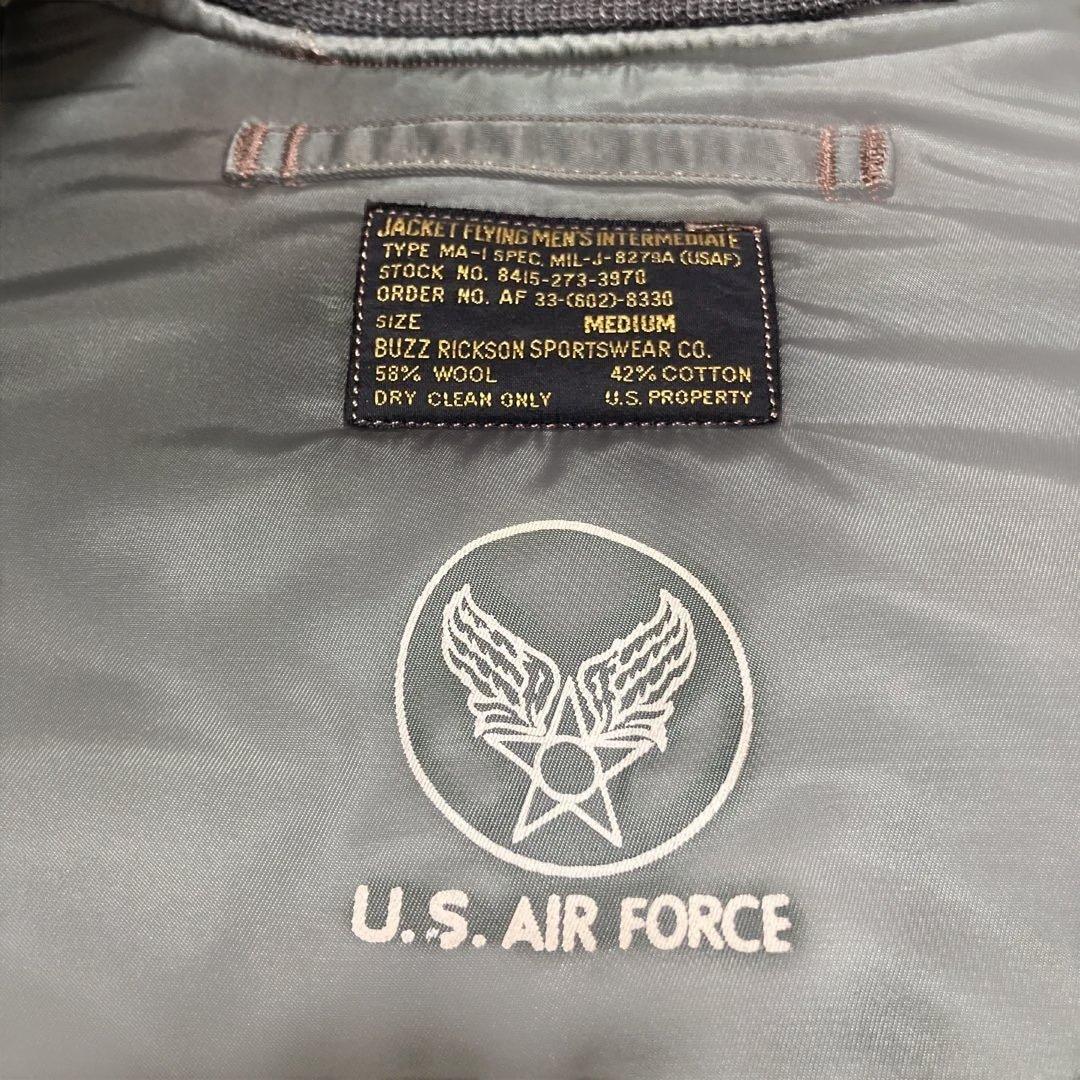 JACKET FLYING MEN'S INTERMEDIATE
TYPE MA-1 SPEC. MIL-J-8279A (USAF)
STOCK NO. 8415-273-3970
ORDER NO. AF 33-(602)-8330
SIZE MEDIUM
BUZZ RICKSON SPORTSWEAR CO.
58% WOOL 42% COTTON
DRY CLEAN ONLY U.S. PROPERTY
U.S. AIR FORCE